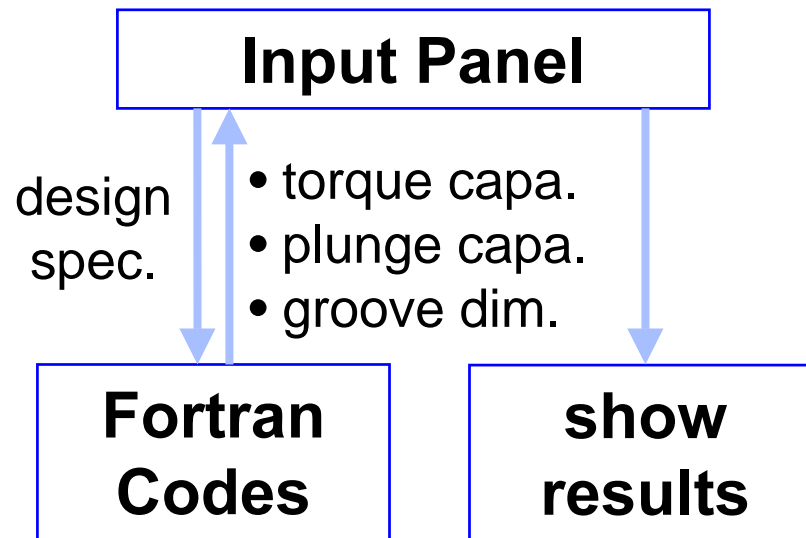 Input Panel
design
spec.
• torque capa.
• plunge capa.
• groove dim.
Fortran
Codes
show
results